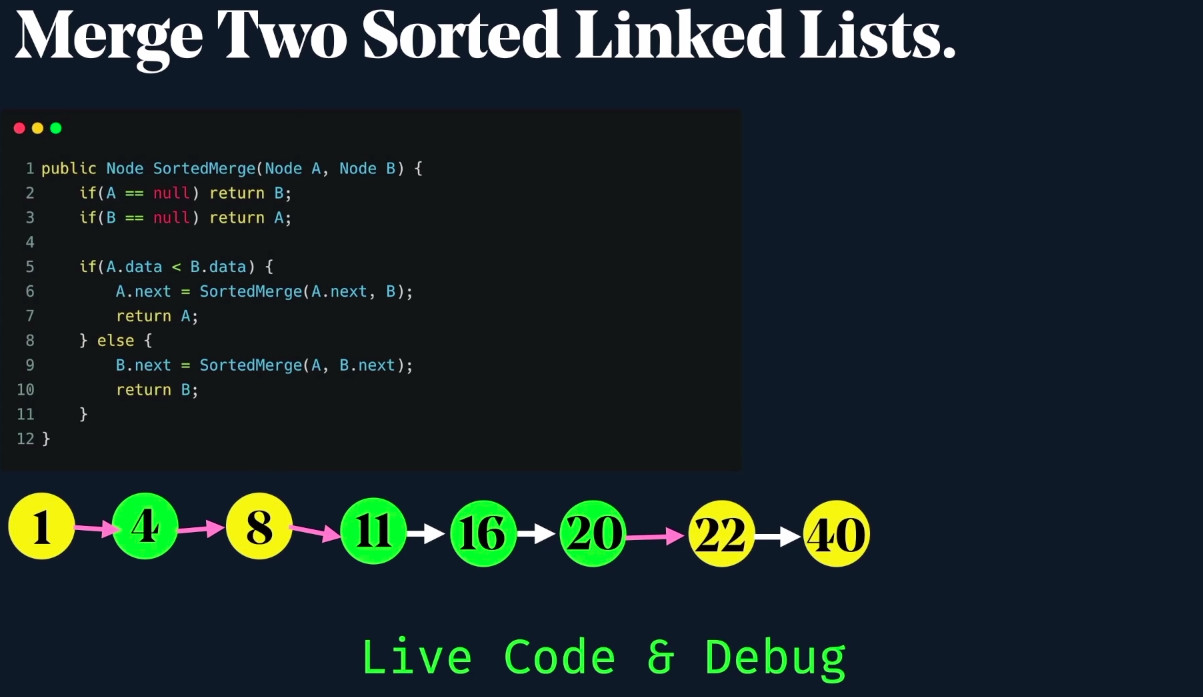 Merge Two Sorted Linked Lists.
1 public Node SortedMerge(Node A, Node B) {
2     if(A == null) return B;
3     if(B == null) return A;
4
5     if(A.data < B.data) {
6         A.next = SortedMerge(A.next, B);
7         return A;
8     } else {
9         B.next = SortedMerge(A, B.next);
10         return B;
11     }
12 }
1 4 8 11 16 20 22 40
Live Code & Debug